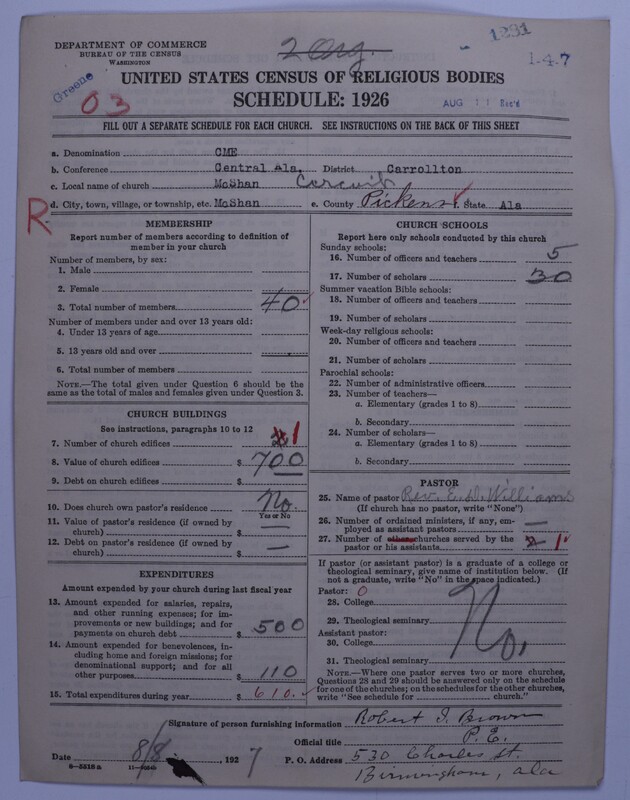 DEPARTMENT OF COMMERCE
BUREAU OF THE CENSUS
WASHINGTON
2 Ang.
1291
1-4-7
Greene
03
UNITED STATES CENSUS OF RELIGIOUS BODIES
SCHEDULE: 1926
AUG 11 Rec'd
FILL OUT A SEPARATE SCHEDULE FOR EACH CHURCH. SEE INSTRUCTIONS ON THE BACK OF THIS SHEET
a. Denomination CME
b. Conference Central Ala. District Carrollton
c. Local name of church McShan Circuit
R
d. City, town, village, or township, etc. McShan e. County Pickens f. State Ala
MEMBERSHIP
Report number of members according to definition of
member in your church
Number of members, by sex:
1. Male
2. Female
3. Total number of members 40
Number of members under and over 13 years old:
4. Under 13 years of age
5. 13 years old and over
6. Total number of members
NOTE.—The total given under Question 6 should be the
same as the total of males and females given under Question 3.
CHURCH BUILDINGS
See instructions, paragraphs 10 to 12
7. Number of church edifices 2 1
8. Value of church edifices $ 700
9. Debt on church edifices $
10. Does church own pastor's residence No.
Yes or No
11. Value of pastor's residence (if owned by
church) $ —
12. Debt on pastor's residence (if owned by
church) $ —
EXPENDITURES
Amount expended by your church during last fiscal year
13. Amount expended for salaries, repairs,
and other running expenses; for im-
provements or new buildings; and for
payments on church debt $ 500
14. Amount expended for benevolences, in-
cluding home and foreign missions; for
denominational support; and for all
other purposes $ 110
15. Total expenditures during year $ 610.
CHURCH SCHOOLS
Report here only schools conducted by this church
Sunday schools:
16. Number of officers and teachers 5
17. Number of scholars 30
Summer vacation Bible schools:
18. Number of officers and teachers
19. Number of scholars
Week-day religious schools:
20. Number of officers and teachers
21. Number of scholars
Parochial schools:
22. Number of administrative officers
23. Number of teachers—
a. Elementary (grades 1 to 8)
b. Secondary
24. Number of scholars—
a. Elementary (grades 1 to 8)
b. Secondary
PASTOR
25. Name of pastor Rev. E. D. Williams
(If church has no pastor, write "None")
26. Number of ordained ministers, if any, em-
ployed as assistant pastors —
27. Number of other churches served by the
pastor or his assistants 2 1
If pastor (or assistant pastor) is a graduate of a college or
theological seminary, give name of institution below. (If
not a graduate, write "No" in the space indicated.)
Pastor: 0
28. College
29. Theological seminary
Assistant pastor:
30. College
No.
31. Theological seminary
NOTE.—Where one pastor serves two or more churches,
Questions 28 and 29 should be answered only on the schedule
for one of the churches; on the schedules for the other churches,
write "See schedule for church."
Signature of person furnishing information Robert J. Brown
Official title P. E.
Date 8/8, 1927 P. O. Address 530 Charles St.
Birmingham, Ala